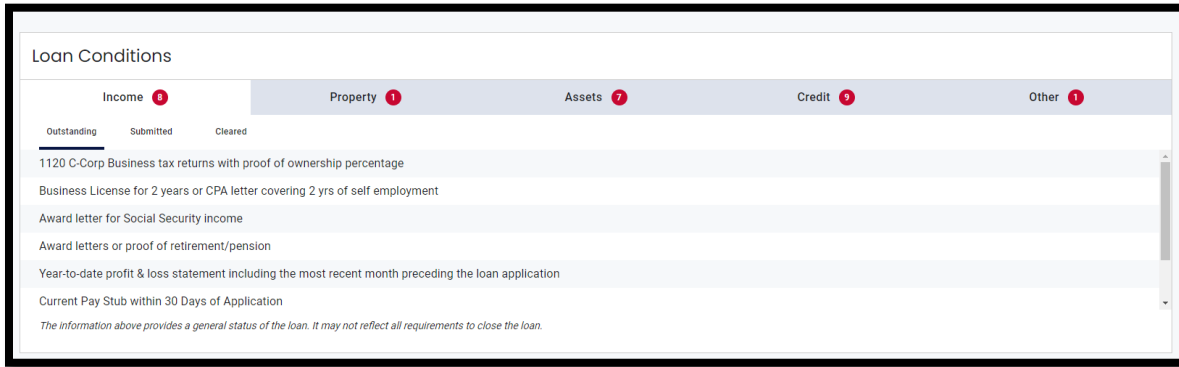 Loan Conditions
Income 8 Property 1 Assets 7 Credit 9 Other 1
Outstanding Submitted Cleared
1120 C-Corp Business tax returns with proof of ownership percentage
Business License for 2 years or CPA letter covering 2 yrs of self employment
Award letter for Social Security income
Award letters or proof of retirement/pension
Year-to-date profit & loss statement including the most recent month preceding the loan application
Current Pay Stub within 30 Days of Application
The information above provides a general status of the loan. It may not reflect all requirements to close the loan.